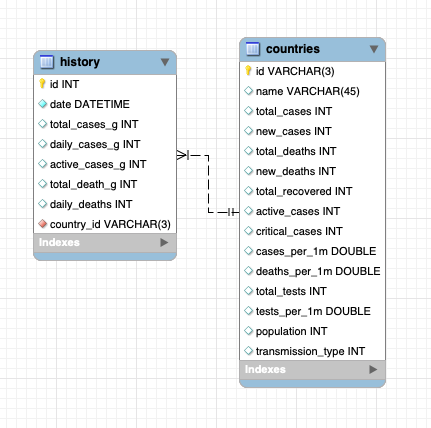 history
id INT
date DATETIME
total_cases_g INT
daily_cases_g INT
active_cases_g INT
total_death_g INT
daily_deaths INT
country_id VARCHAR(3)
Indexes
countries
id VARCHAR(3)
name VARCHAR(45)
total_cases INT
new_cases INT
total_deaths INT
new_deaths INT
total_recovered INT
active_cases INT
critical_cases INT
cases_per_1m DOUBLE
deaths_per_1m DOUBLE
total_tests INT
tests_per_1m DOUBLE
population INT
transmission_type INT
Indexes